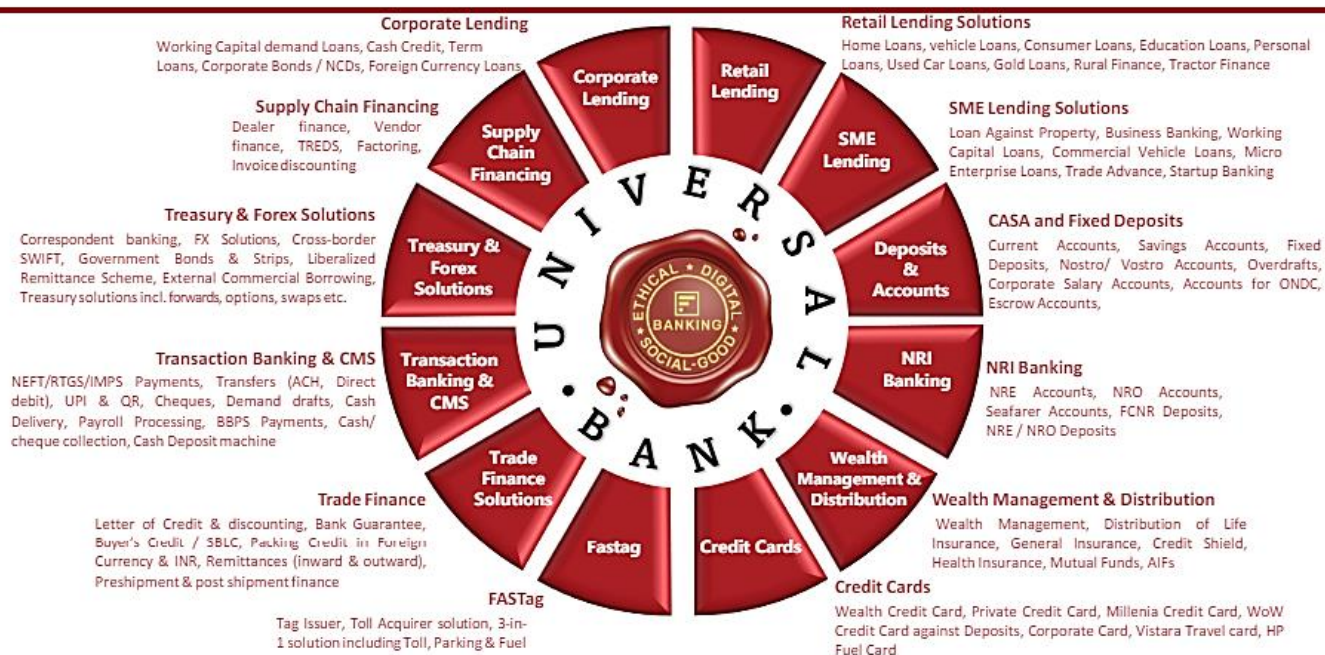 Corporate Lending
Working Capital demand Loans, Cash Credit, Term
Loans, Corporate Bonds / NCDs, Foreign Currency Loans
Supply Chain Financing
Dealer finance, Vendor
finance, TREDS, Factoring,
Invoice discounting
Treasury & Forex Solutions
Correspondent banking, FX Solutions, Cross-border
SWIFT, Government Bonds & Strips, Liberalized
Remittance Scheme, External Commercial Borrowing,
Treasury solutions incl. forwards, options, swaps etc.
Transaction Banking & CMS
NEFT/RTGS/IMPS Payments, Transfers (ACH, Direct
debit), UPI & QR, Cheques, Demand drafts, Cash
Delivery, Payroll Processing, BBPS Payments, Cash/
cheque collection, Cash Deposit machine
Trade Finance
Letter of Credit & discounting, Bank Guarantee,
Buyer's Credit / SBLC, Packing Credit in Foreign
Currency & INR, Remittances (inward & outward),
Preshipment & post shipment finance
FASTag
Tag Issuer, Toll Acquirer solution, 3-in-
1 solution including Toll, Parking & Fuel
Corporate
Lending
Supply
Chain
Financing
Treasury &
Forex
Solutions
Transaction
Banking &
CMS
Trade
Finance
Solutions
Fastag
Retail
Lending
SME
Lending
Deposits
&
Accounts
NRI
Banking
Wealth
Management &
Distribution
Credit Cards
UNIVERSAL
• BANK •
ETHICAL ★ DIGITAL
BANKING
★ SOCIAL-GOOD ★
Retail Lending Solutions
Home Loans, vehicle Loans, Consumer Loans, Education Loans, Personal
Loans, Used Car Loans, Gold Loans, Rural Finance, Tractor Finance
SME Lending Solutions
Loan Against Property, Business Banking, Working
Capital Loans, Commercial Vehicle Loans, Micro
Enterprise Loans, Trade Advance, Startup Banking
CASA and Fixed Deposits
Current Accounts, Savings Accounts, Fixed
Deposits, Nostro/ Vostro Accounts, Overdrafts,
Corporate Salary Accounts, Accounts for ONDC,
Escrow Accounts,
NRI Banking
NRE Accounts, NRO Accounts,
Seafarer Accounts, FCNR Deposits,
NRE / NRO Deposits
Wealth Management & Distribution
Wealth Management, Distribution of Life
Insurance, General Insurance, Credit Shield,
Health Insurance, Mutual Funds, AIFs
Credit Cards
Wealth Credit Card, Private Credit Card, Millenia Credit Card, WoW
Credit Card against Deposits, Corporate Card, Vistara Travel card, HP
Fuel Card